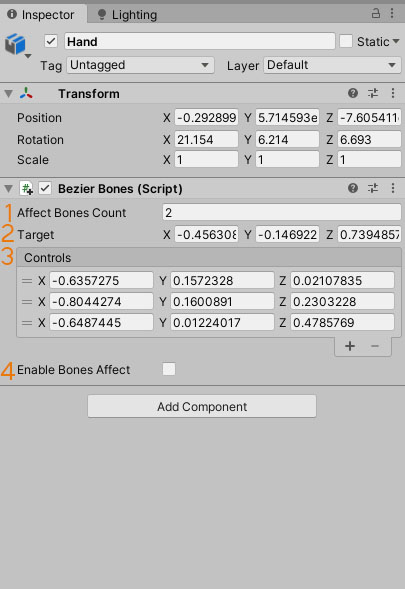 Inspector Lighting
Hand Static
Tag Untagged Layer Default
Transform
Position X -0.292899 Y 5.714593e Z -7.605411
Rotation X 21.154 Y 6.214 Z 6.693
Scale X 1 Y 1 Z 1
# Bezier Bones (Script)
1 Affect Bones Count 2
2 Target X -0.456308 Y -0.146922 Z 0.7394857
3 Controls
= X -0.6357275 Y 0.1572328 Z 0.02107835
= X -0.8044274 Y 0.1600891 Z 0.2303228
= X -0.6487445 Y 0.01224017 Z 0.4785769
+ −
4 Enable Bones Affect
Add Component